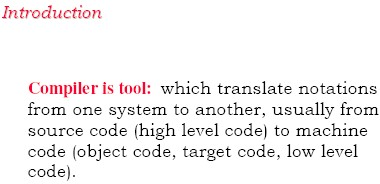 Introduction
Compiler is tool: which translate notations
from one system to another, usually from
source code (high level code) to machine
code (object code, target code, low level
code).